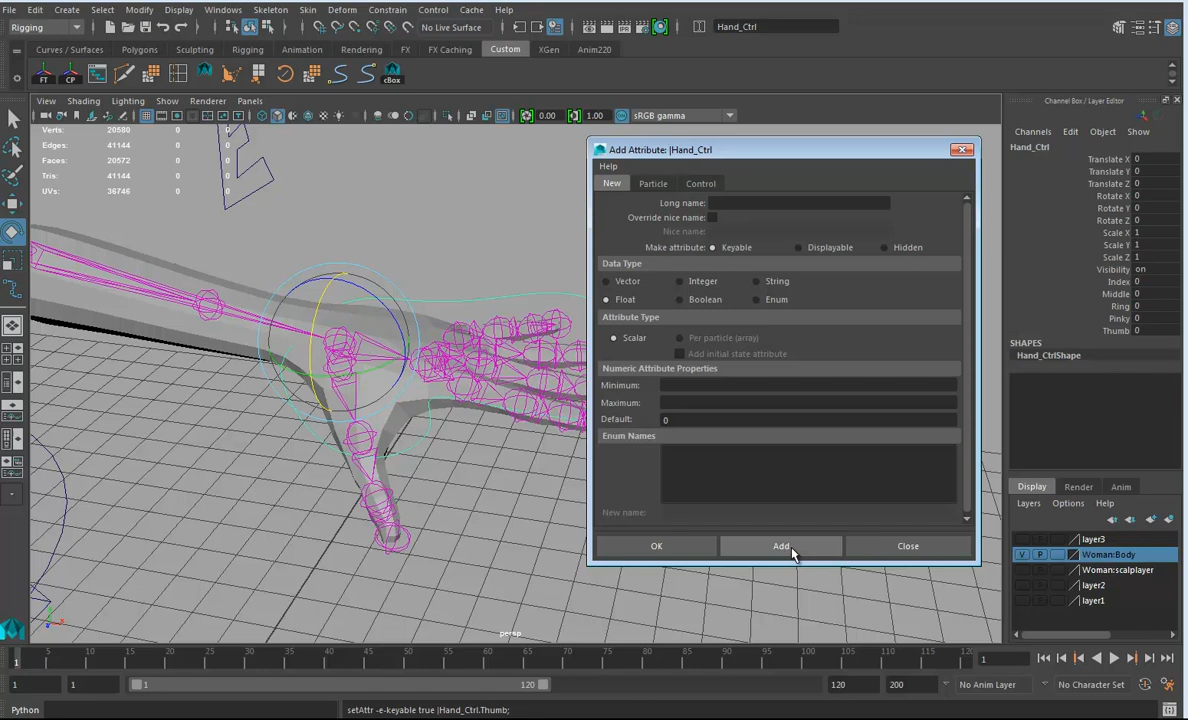 File Edit Create Select Modify Display Windows Skeleton Skin Deform Constrain Control Cache Help
Rigging No Live Surface Hand_Ctrl
Curves / Surfaces Polygons Sculpting Rigging Animation Rendering FX FX Caching Custom XGen Anim220
FT CP cBox
View Shading Lighting Show Renderer Panels
0.00 1.00 sRGB gamma
Verts: 20580 0 0
Edges: 41144 0 0
Faces: 20572 0 0
Tris: 41144 0 0
UVs: 36746 0 0
persp
Add Attribute: |Hand_Ctrl
Help
New Particle Control
Long name:
Override nice name:
Nice name:
Make attribute: Keyable Displayable Hidden
Data Type
Vector Integer String
Float Boolean Enum
Attribute Type
Scalar Per particle (array)
Add initial state attribute
Numeric Attribute Properties
Minimum:
Maximum:
Default: 0
Enum Names
New name:
OK Add Close
Channel Box / Layer Editor
Channels Edit Object Show
Hand_Ctrl
Translate X 0
Translate Y 0
Translate Z 0
Rotate X 0
Rotate Y 0
Rotate Z 0
Scale X 1
Scale Y 1
Scale Z 1
Visibility on
Index 0
Middle 0
Ring 0
Pinky 0
Thumb 0
SHAPES
Hand_CtrlShape
Display Render Anim
Layers Options Help
layer3
V P Woman:Body
Woman:scalplayer
layer2
layer1
1 5 10 15 20 25 30 35 40 45 50 55 60 65 70 75 80 85 90 95 100 105 110 115 120 1
1 1 1 120 120 200 No Anim Layer No Character Set
Python setAttr -e-keyable true |Hand_Ctrl.Thumb;